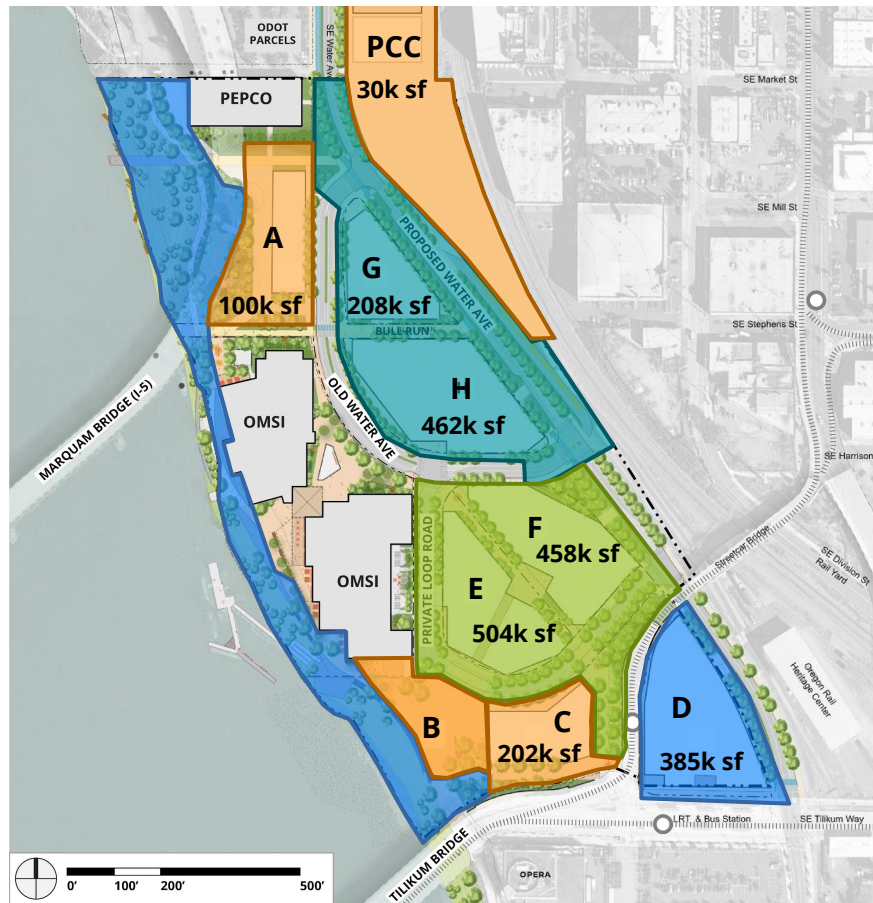 ODOT
PARCELS
SE Water Ave
PCC
30k sf
SE Market St
PEPCO
SE Mill St
A
100k sf
G
208k sf
PROPOSED WATER AVE
BULL RUN
SE Stephens St
MARQUAM BRIDGE (I-5)
OMSI
OLD WATER AVE
H
462k sf
SE Harrison
F
458k sf
Streetcar Bridge
SE Division St
Rail Yard
OMSI
PRIVATE LOOP ROAD
E
504k sf
Oregon Rail
Heritage Center
B
C
202k sf
D
385k sf
LRT & Bus Station
SE Tilikum Way
TILIKUM BRIDGE
OPERA
0'
100'
200'
500'